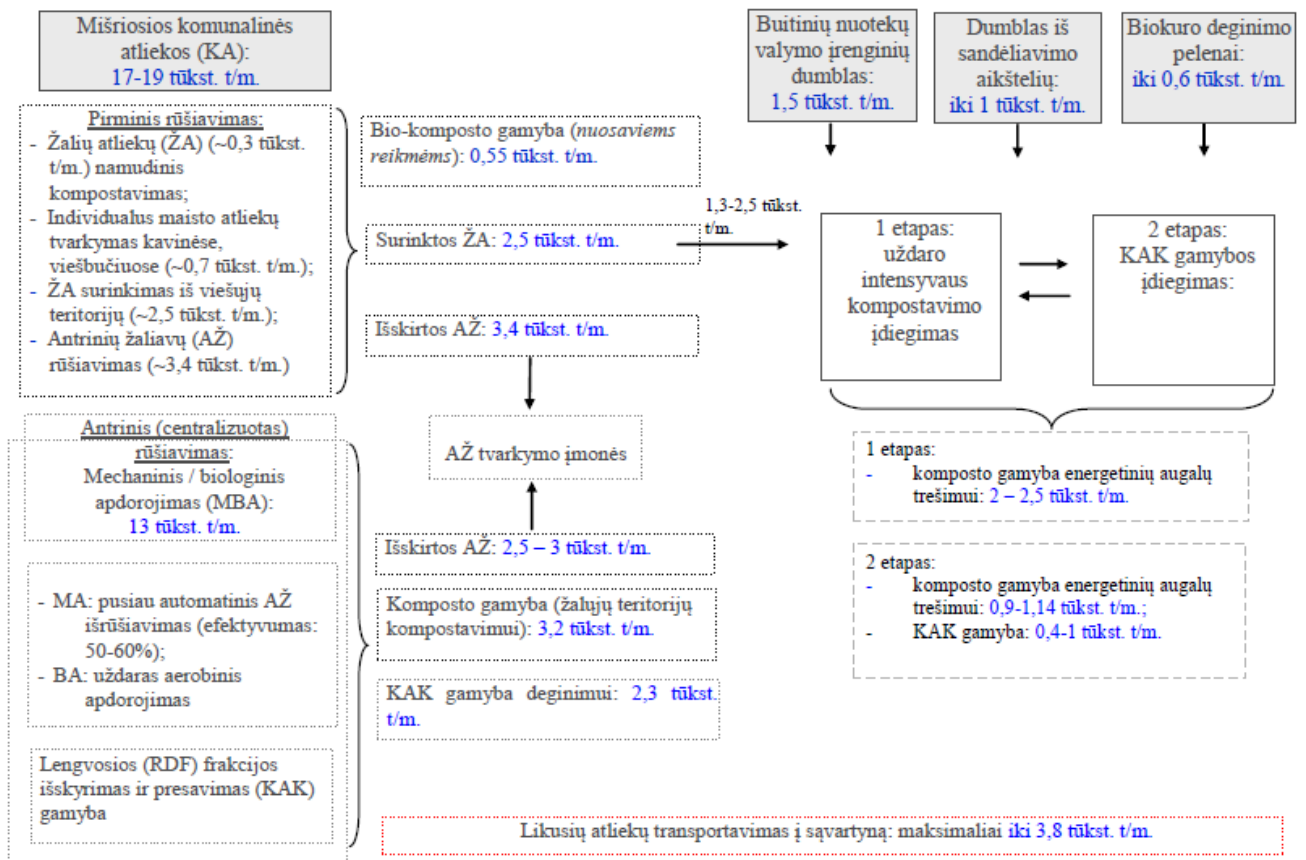 Mišriosios komunalinės
atliekos (KA):
17-19 tūkst. t/m.
Buitinių nuotekų
valymo įrenginių
dumblas:
1,5 tūkst. t/m.
Dumblas iš
sandėliavimo
aikštelių:
iki 1 tūkst. t/m.
Biokuro deginimo
pelenai:
iki 0,6 tūkst. t/m.
Pirminis rūšiavimas:
- Žalių atliekų (ŽA) (~0,3 tūkst.
t/m.) namudinis
kompostavimas;
- Individualus maisto atliekų
tvarkymas kavinėse,
viešbučiuose (~0,7 tūkst. t/m.);
- ŽA surinkimas iš viešųjų
teritorijų (~2,5 tūkst. t/m.);
- Antrinių žaliavų (AŽ)
rūšiavimas (~3,4 tūkst. t/m.)
Bio-komposto gamyba (nuosaviems
reikmėms): 0,55 tūkst. t/m.
Surinktos ŽA: 2,5 tūkst. t/m.
1,3-2,5 tūkst.
t/m.
Išskirtos AŽ: 3,4 tūkst. t/m.
1 etapas:
uždaro
intensyvaus
kompostavimo
įdiegimas
2 etapas:
KAK gamybos
įdiegimas:
Antrinis (centralizuotas)
rūšiavimas:
Mechaninis / biologinis
apdorojimas (MBA):
13 tūkst. t/m.
AŽ tvarkymo įmonės
1 etapas:
- komposto gamyba energetinių augalų
trešimui: 2 – 2,5 tūkst. t/m.
Išskirtos AŽ: 2,5 – 3 tūkst. t/m.
- MA: pusiau automatinis AŽ
išrūšiavimas (efektyvumas:
50-60%);
- BA: uždaras aerobinis
apdorojimas
Komposto gamyba (žalųjų teritorijų
kompostavimui): 3,2 tūkst. t/m.
KAK gamyba deginimui: 2,3 tūkst.
t/m.
2 etapas:
- komposto gamyba energetinių augalų
trešimui: 0,9-1,14 tūkst. t/m.;
- KAK gamyba: 0,4-1 tūkst. t/m.
Lengvosios (RDF) frakcijos
išskyrimas ir presavimas (KAK)
gamyba
Likusių atliekų transportavimas į sąvartyną: maksimaliai iki 3,8 tūkst. t/m.